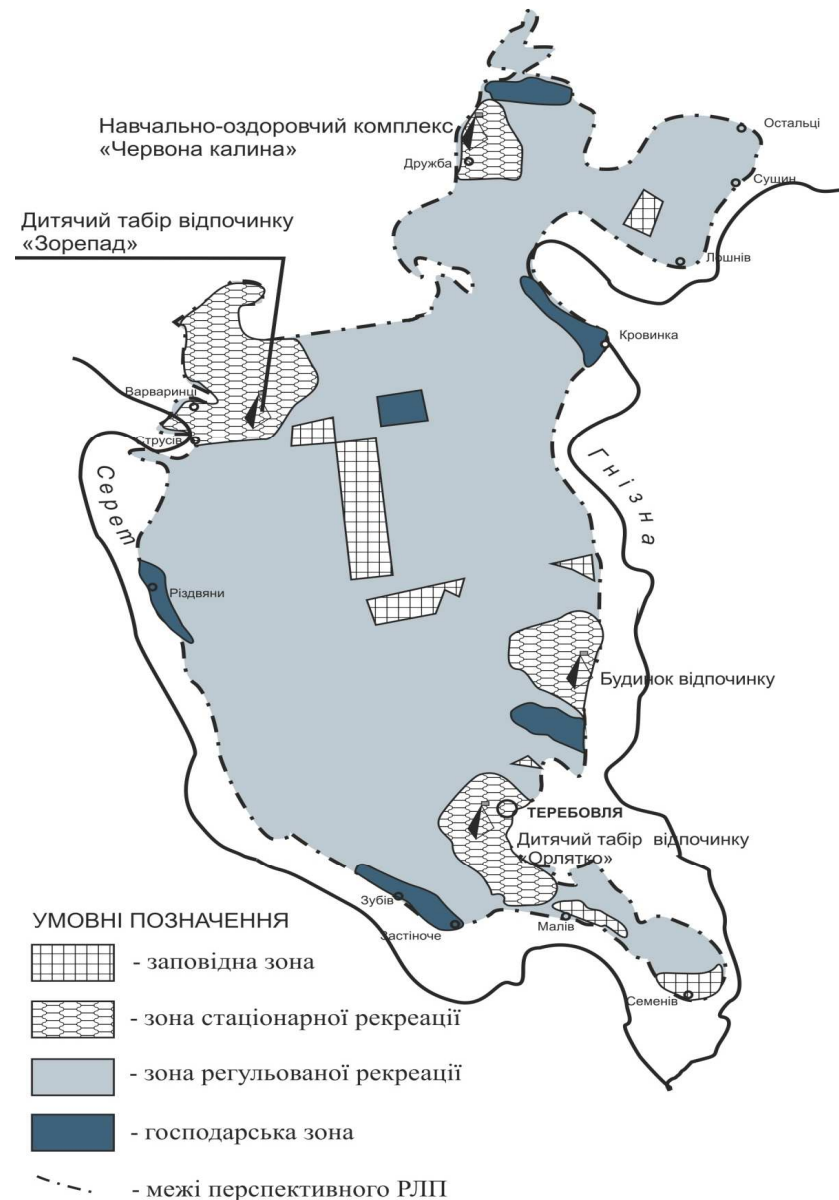 Навчально-оздоровчий комплекс
«Червона калина»
Остальці
Дружба
Сущин
Дитячий табір відпочинку
«Зорепад»
Лошнів
Кровинка
Варваринці
Струсів
Серет
Гнізна
Різдвяни
Будинок відпочинку
ТЕРЕБОВЛЯ
Дитячий табір відпочинку
«Орлятко»
Зубів
Застіноче
Малів
Семенів
УМОВНІ ПОЗНАЧЕННЯ
- заповідна зона
- зона стаціонарної рекреації
- зона регульованої рекреації
- господарська зона
- межі перспективного РЛП